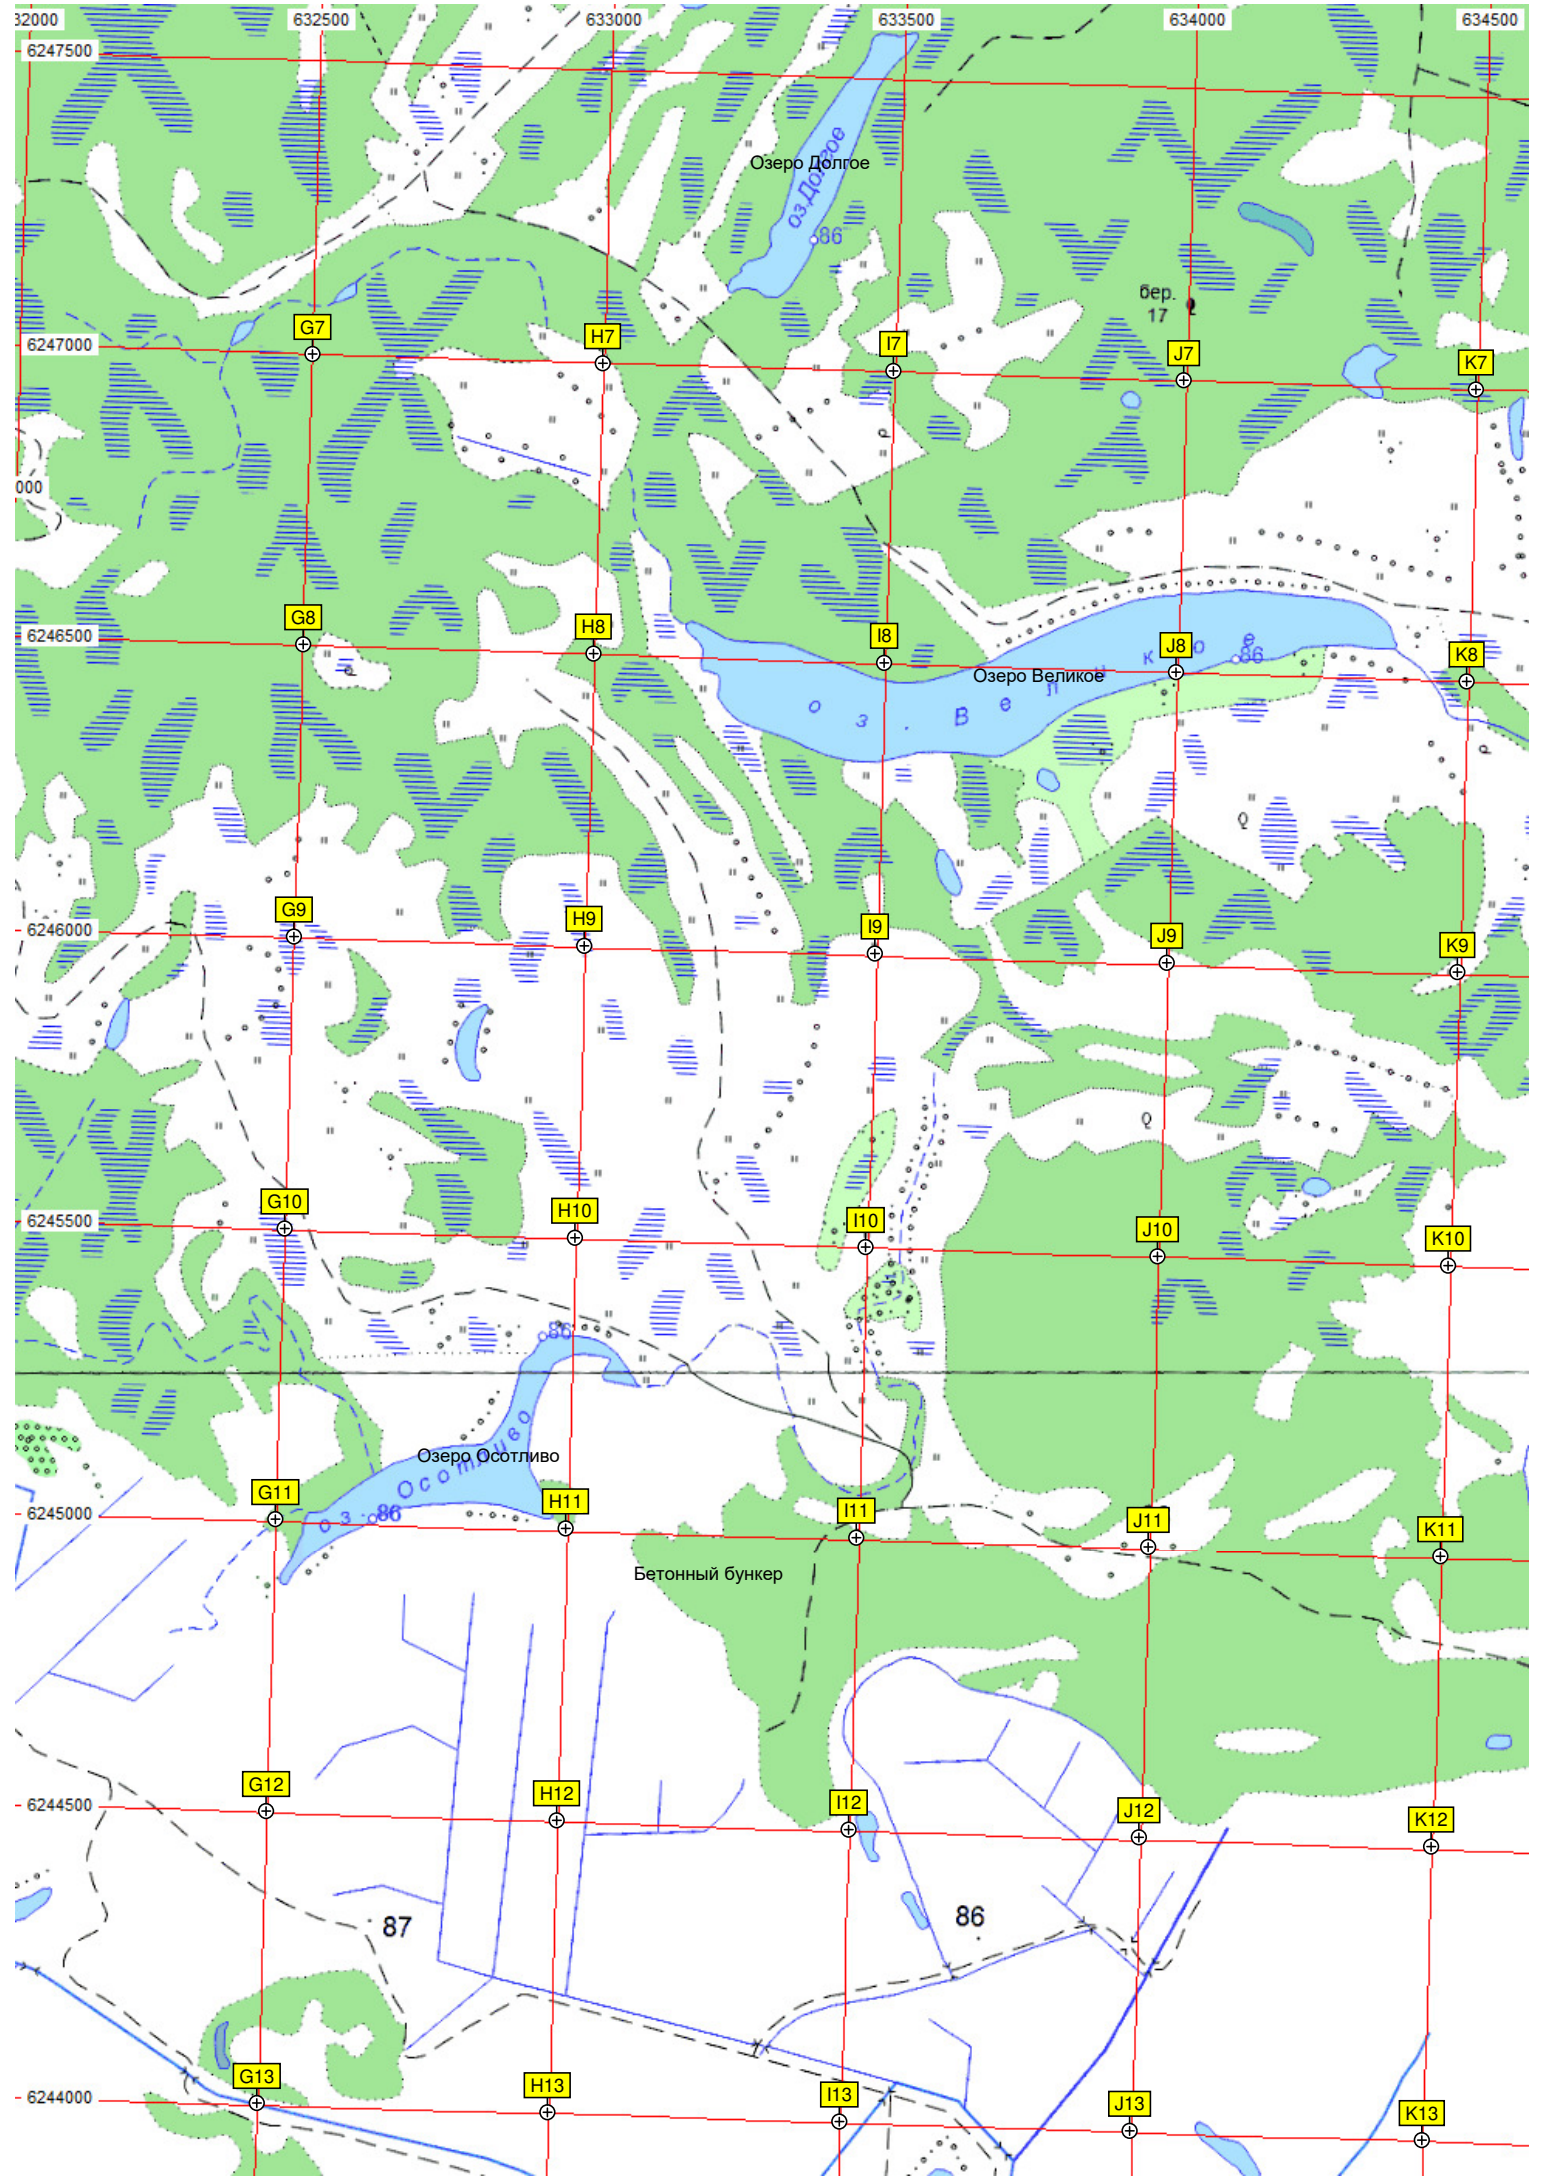 32000 632500 633000 633500 634000 634500
6247500
Озеро Долгое
оз.Долгое
86
бер.
17
G7
H7
I7
J7
K7
6247000
000
G8
H8
I8
J8
K8
6246500
86
Озеро Великое
оз. Великое
G9
H9
I9
J9
K9
6246000
G10
H10
I10
J10
K10
6245500
86
Озеро Осотливо
оз. Осотливо
86
G11
H11
I11
J11
K11
6245000
Бетонный бункер
G12
H12
I12
J12
K12
6244500
87
86
G13
H13
I13
J13
K13
6244000